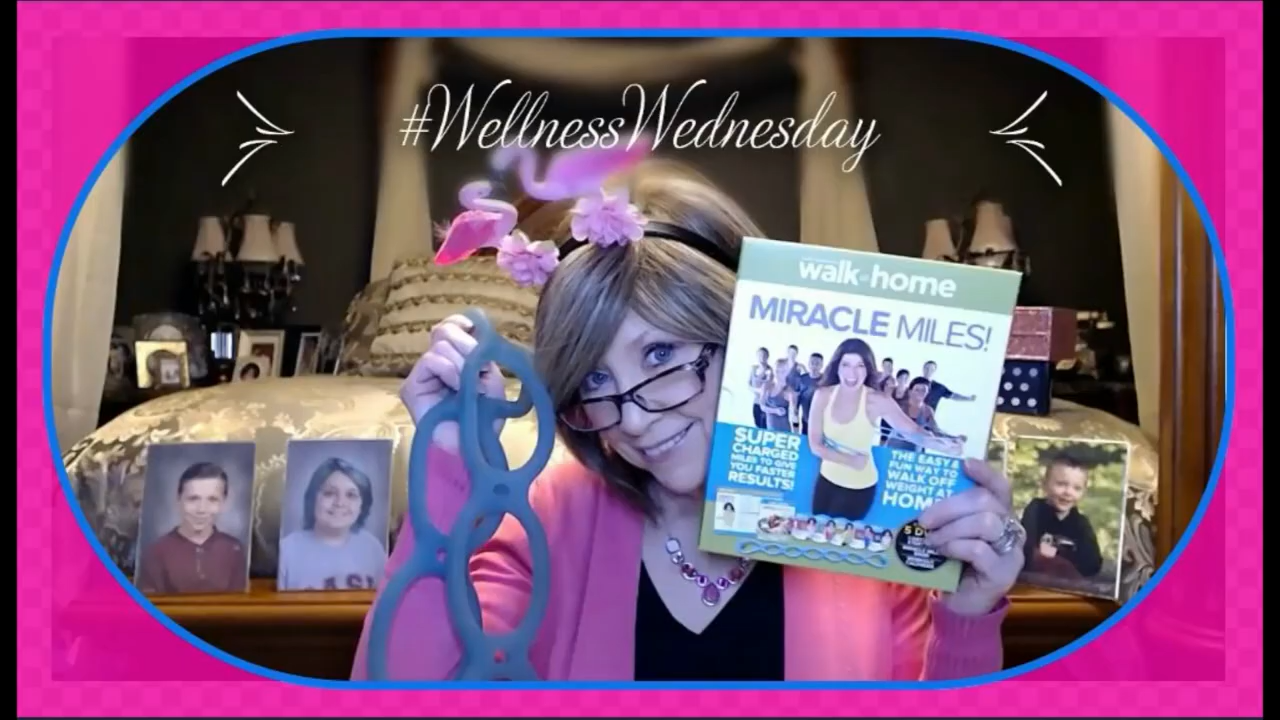 #WellnessWednesday
walk at home
MIRACLE MILES!
SUPER
CHARGED
MILES TO GIVE
YOU FASTER
RESULTS!
THE EASY &
FUN WAY TO
WALK OFF
WEIGHT AT
HOME
5 D